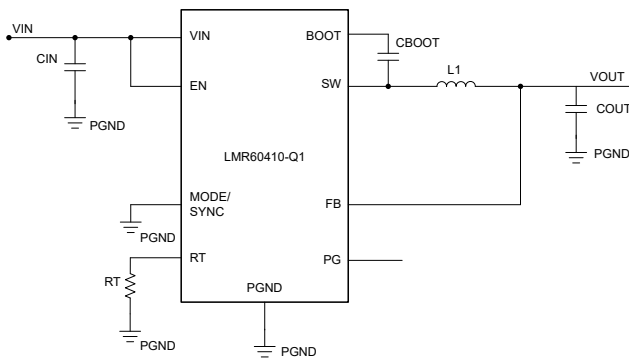 VIN
CIN
PGND
VIN
EN
BOOT
CBOOT
SW
L1
VOUT
COUT
PGND
LMR60410-Q1
MODE/
SYNC
PGND
FB
RT
RT
PGND
PG
PGND
PGND